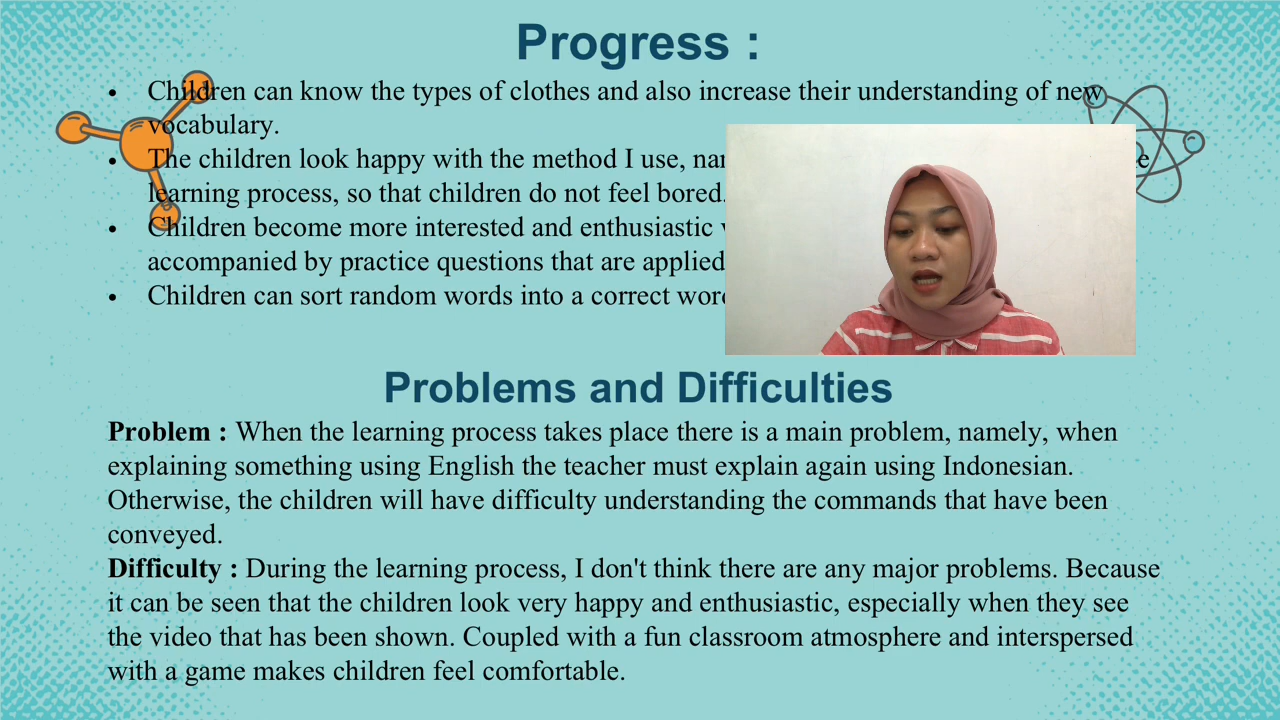 Progress :
• Children can know the types of clothes and also increase their understanding of new
vocabulary.
• The children look happy with the method I use,
learning process, so that children do not feel bored.
• Children become more interested and enthusiastic
accompanied by practice questions that are applied
• Children can sort random words into a correct
Problems and Difficulties
Problem : When the learning process takes place there is a main problem, namely, when
explaining something using English the teacher must explain again using Indonesian.
Otherwise, the children will have difficulty understanding the commands that have been
conveyed.
Difficulty : During the learning process, I don't think there are any major problems. Because
it can be seen that the children look very happy and enthusiastic, especially when they see
the video that has been shown. Coupled with a fun classroom atmosphere and interspersed
with a game makes children feel comfortable.